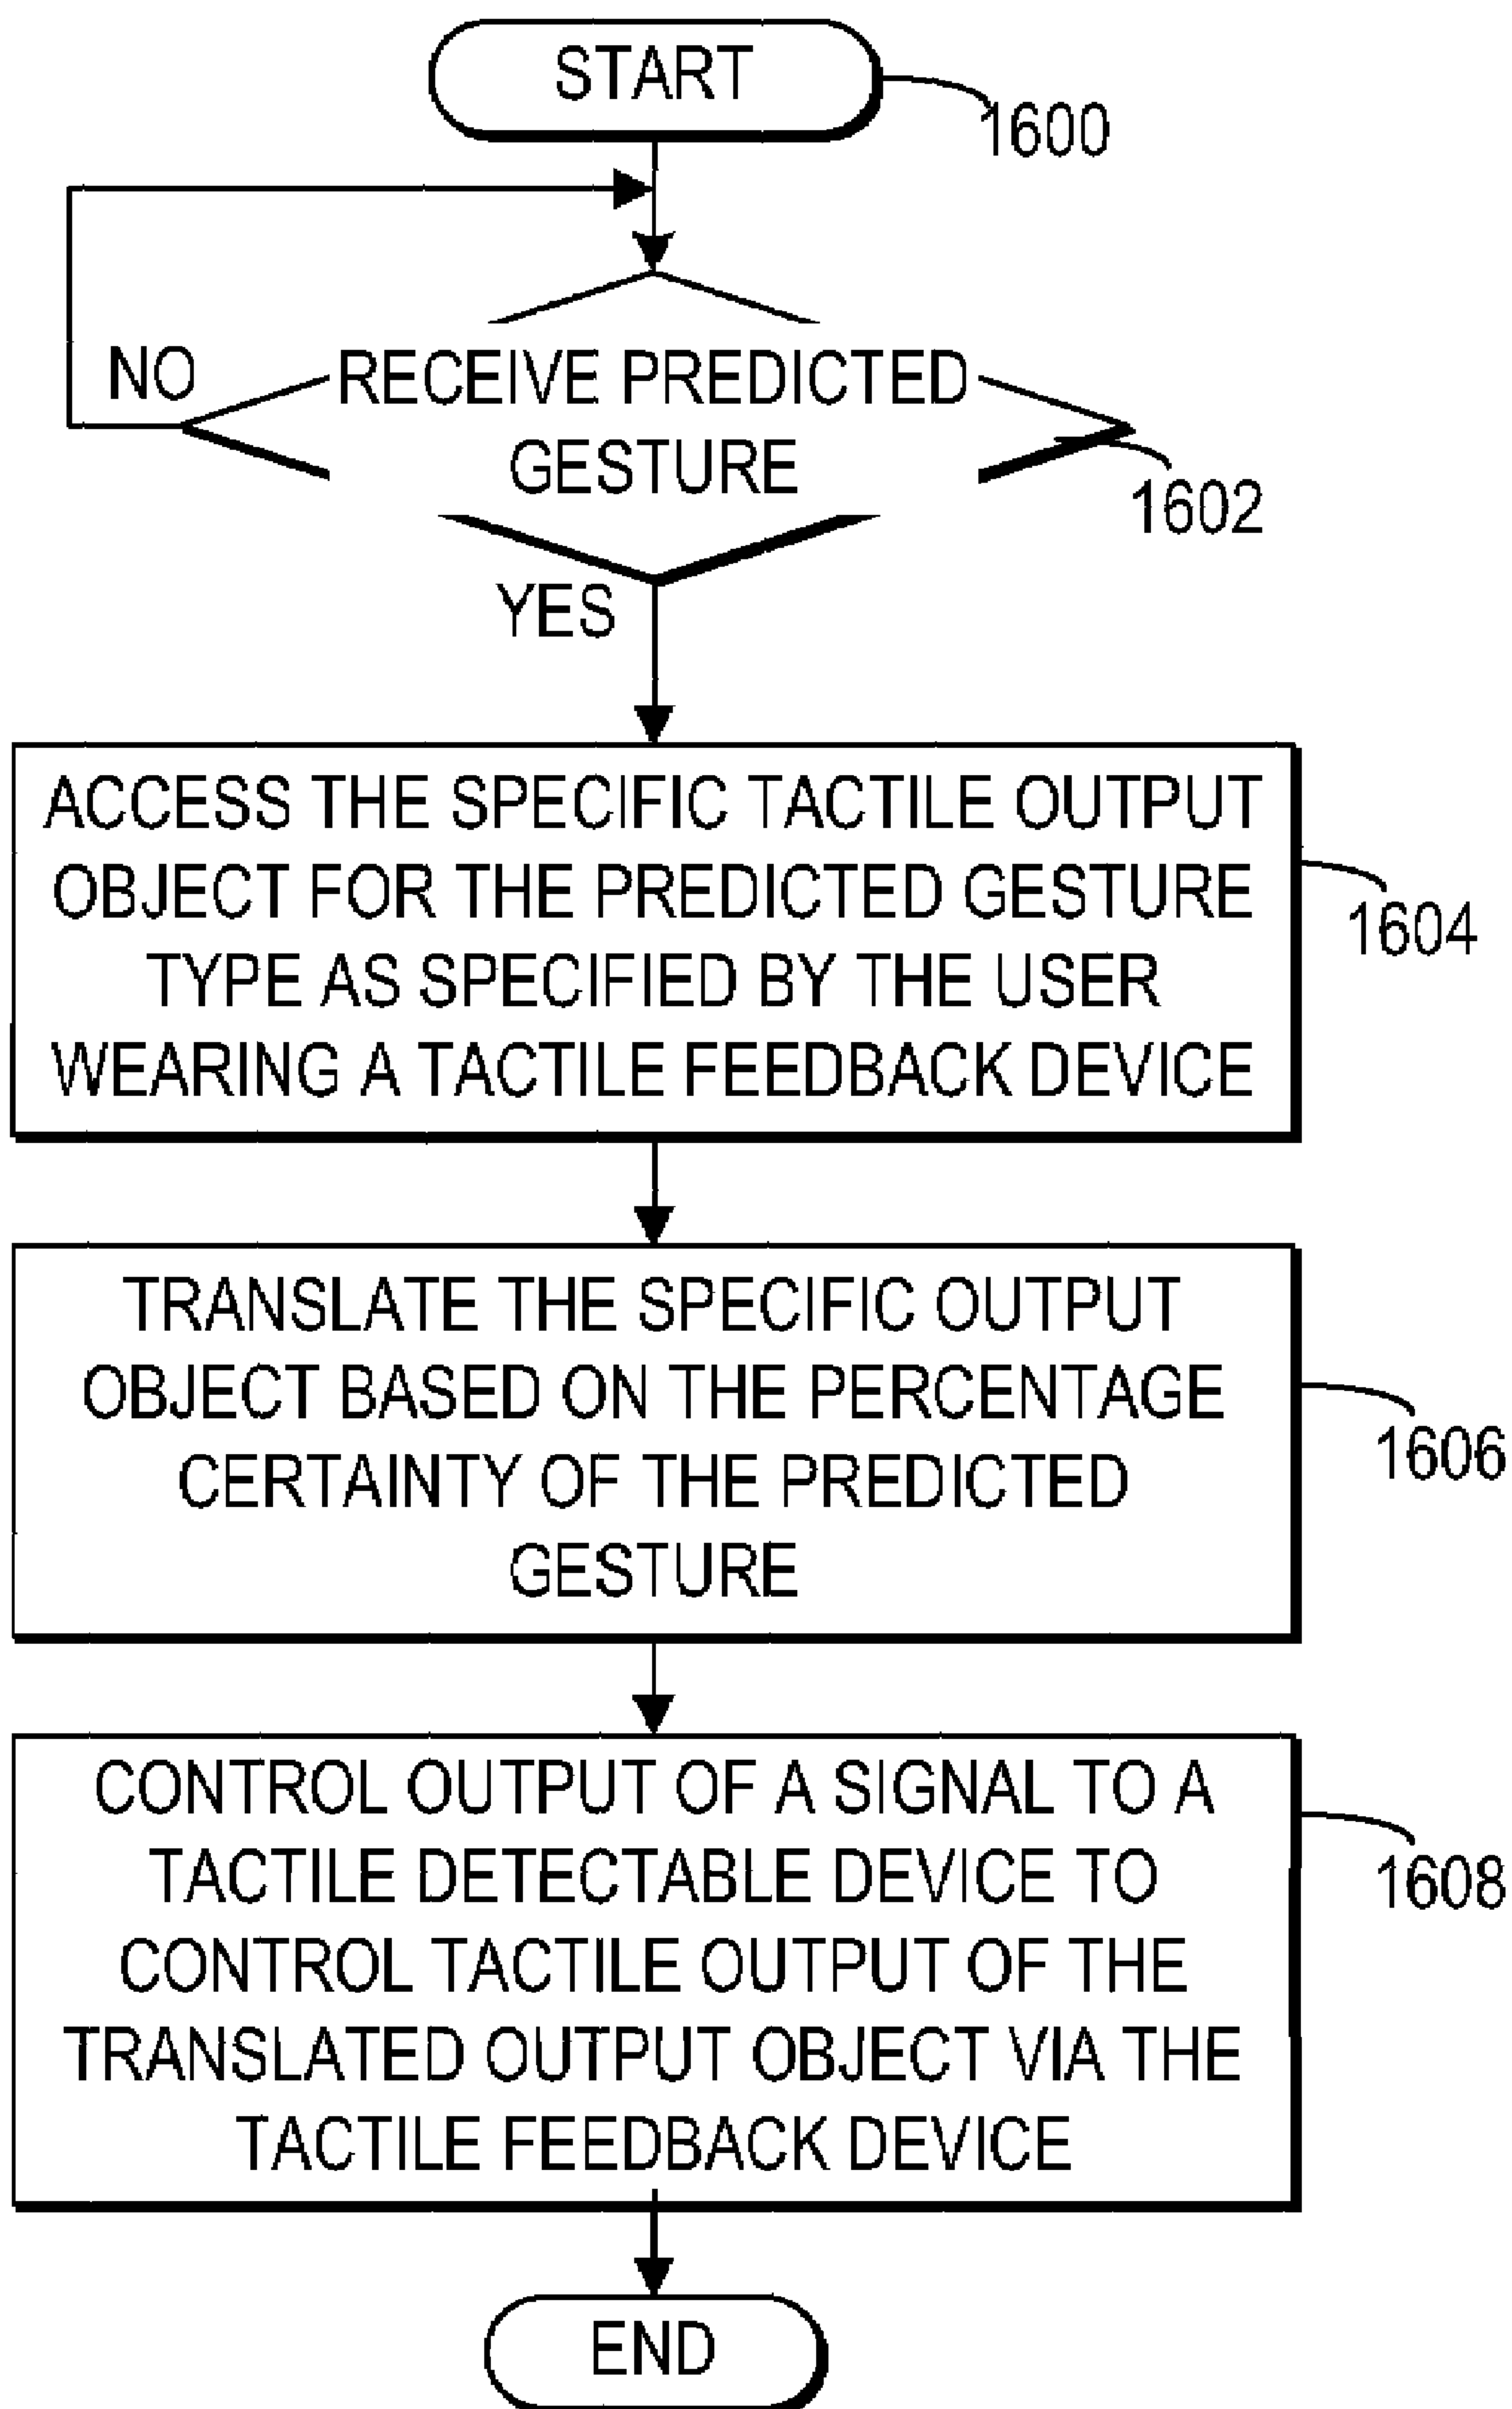 START
1600
NO
RECEIVE PREDICTED
GESTURE
1602
YES
ACCESS THE SPECIFIC TACTILE OUTPUT
OBJECT FOR THE PREDICTED GESTURE
TYPE AS SPECIFIED BY THE USER
WEARING A TACTILE FEEDBACK DEVICE
1604
TRANSLATE THE SPECIFIC OUTPUT
OBJECT BASED ON THE PERCENTAGE
CERTAINTY OF THE PREDICTED
GESTURE
1606
CONTROL OUTPUT OF A SIGNAL TO A
TACTILE DETECTABLE DEVICE TO
CONTROL TACTILE OUTPUT OF THE
TRANSLATED OUTPUT OBJECT VIA THE
TACTILE FEEDBACK DEVICE
1608
END